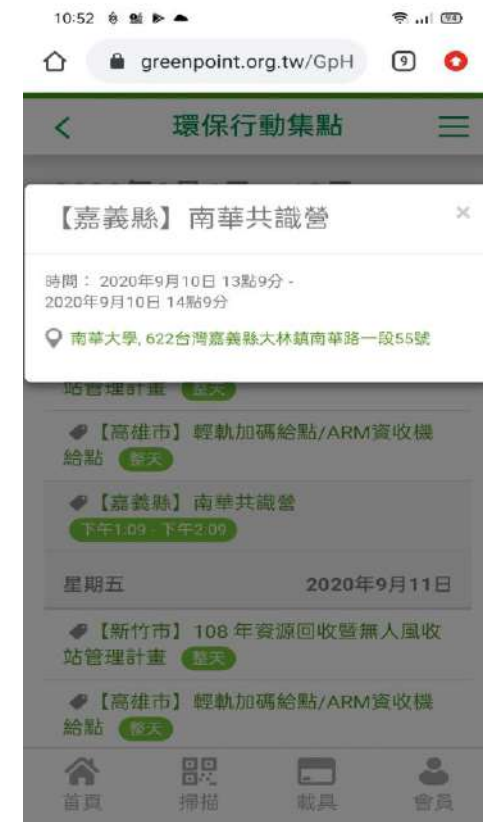 10:52
94
greenpoint.org.tw/GpH
9
環保行動集點
【嘉義縣】南華共識營
×
時間： 2020年9月10日 13點9分 -
2020年9月10日 14點9分
南華大學, 622台灣嘉義縣大林鎮南華路一段55號
站管理計畫 整天
【高雄市】輕軌加碼給點/ARM資收機
給點 整天
【嘉義縣】南華共識營
下午1:09 - 下午2:09
星期五 2020年9月11日
【新竹市】108 年資源回收暨無人風收
站管理計畫 整天
【高雄市】輕軌加碼給點/ARM資收機
給點 整天
首頁 掃描 載具 會員